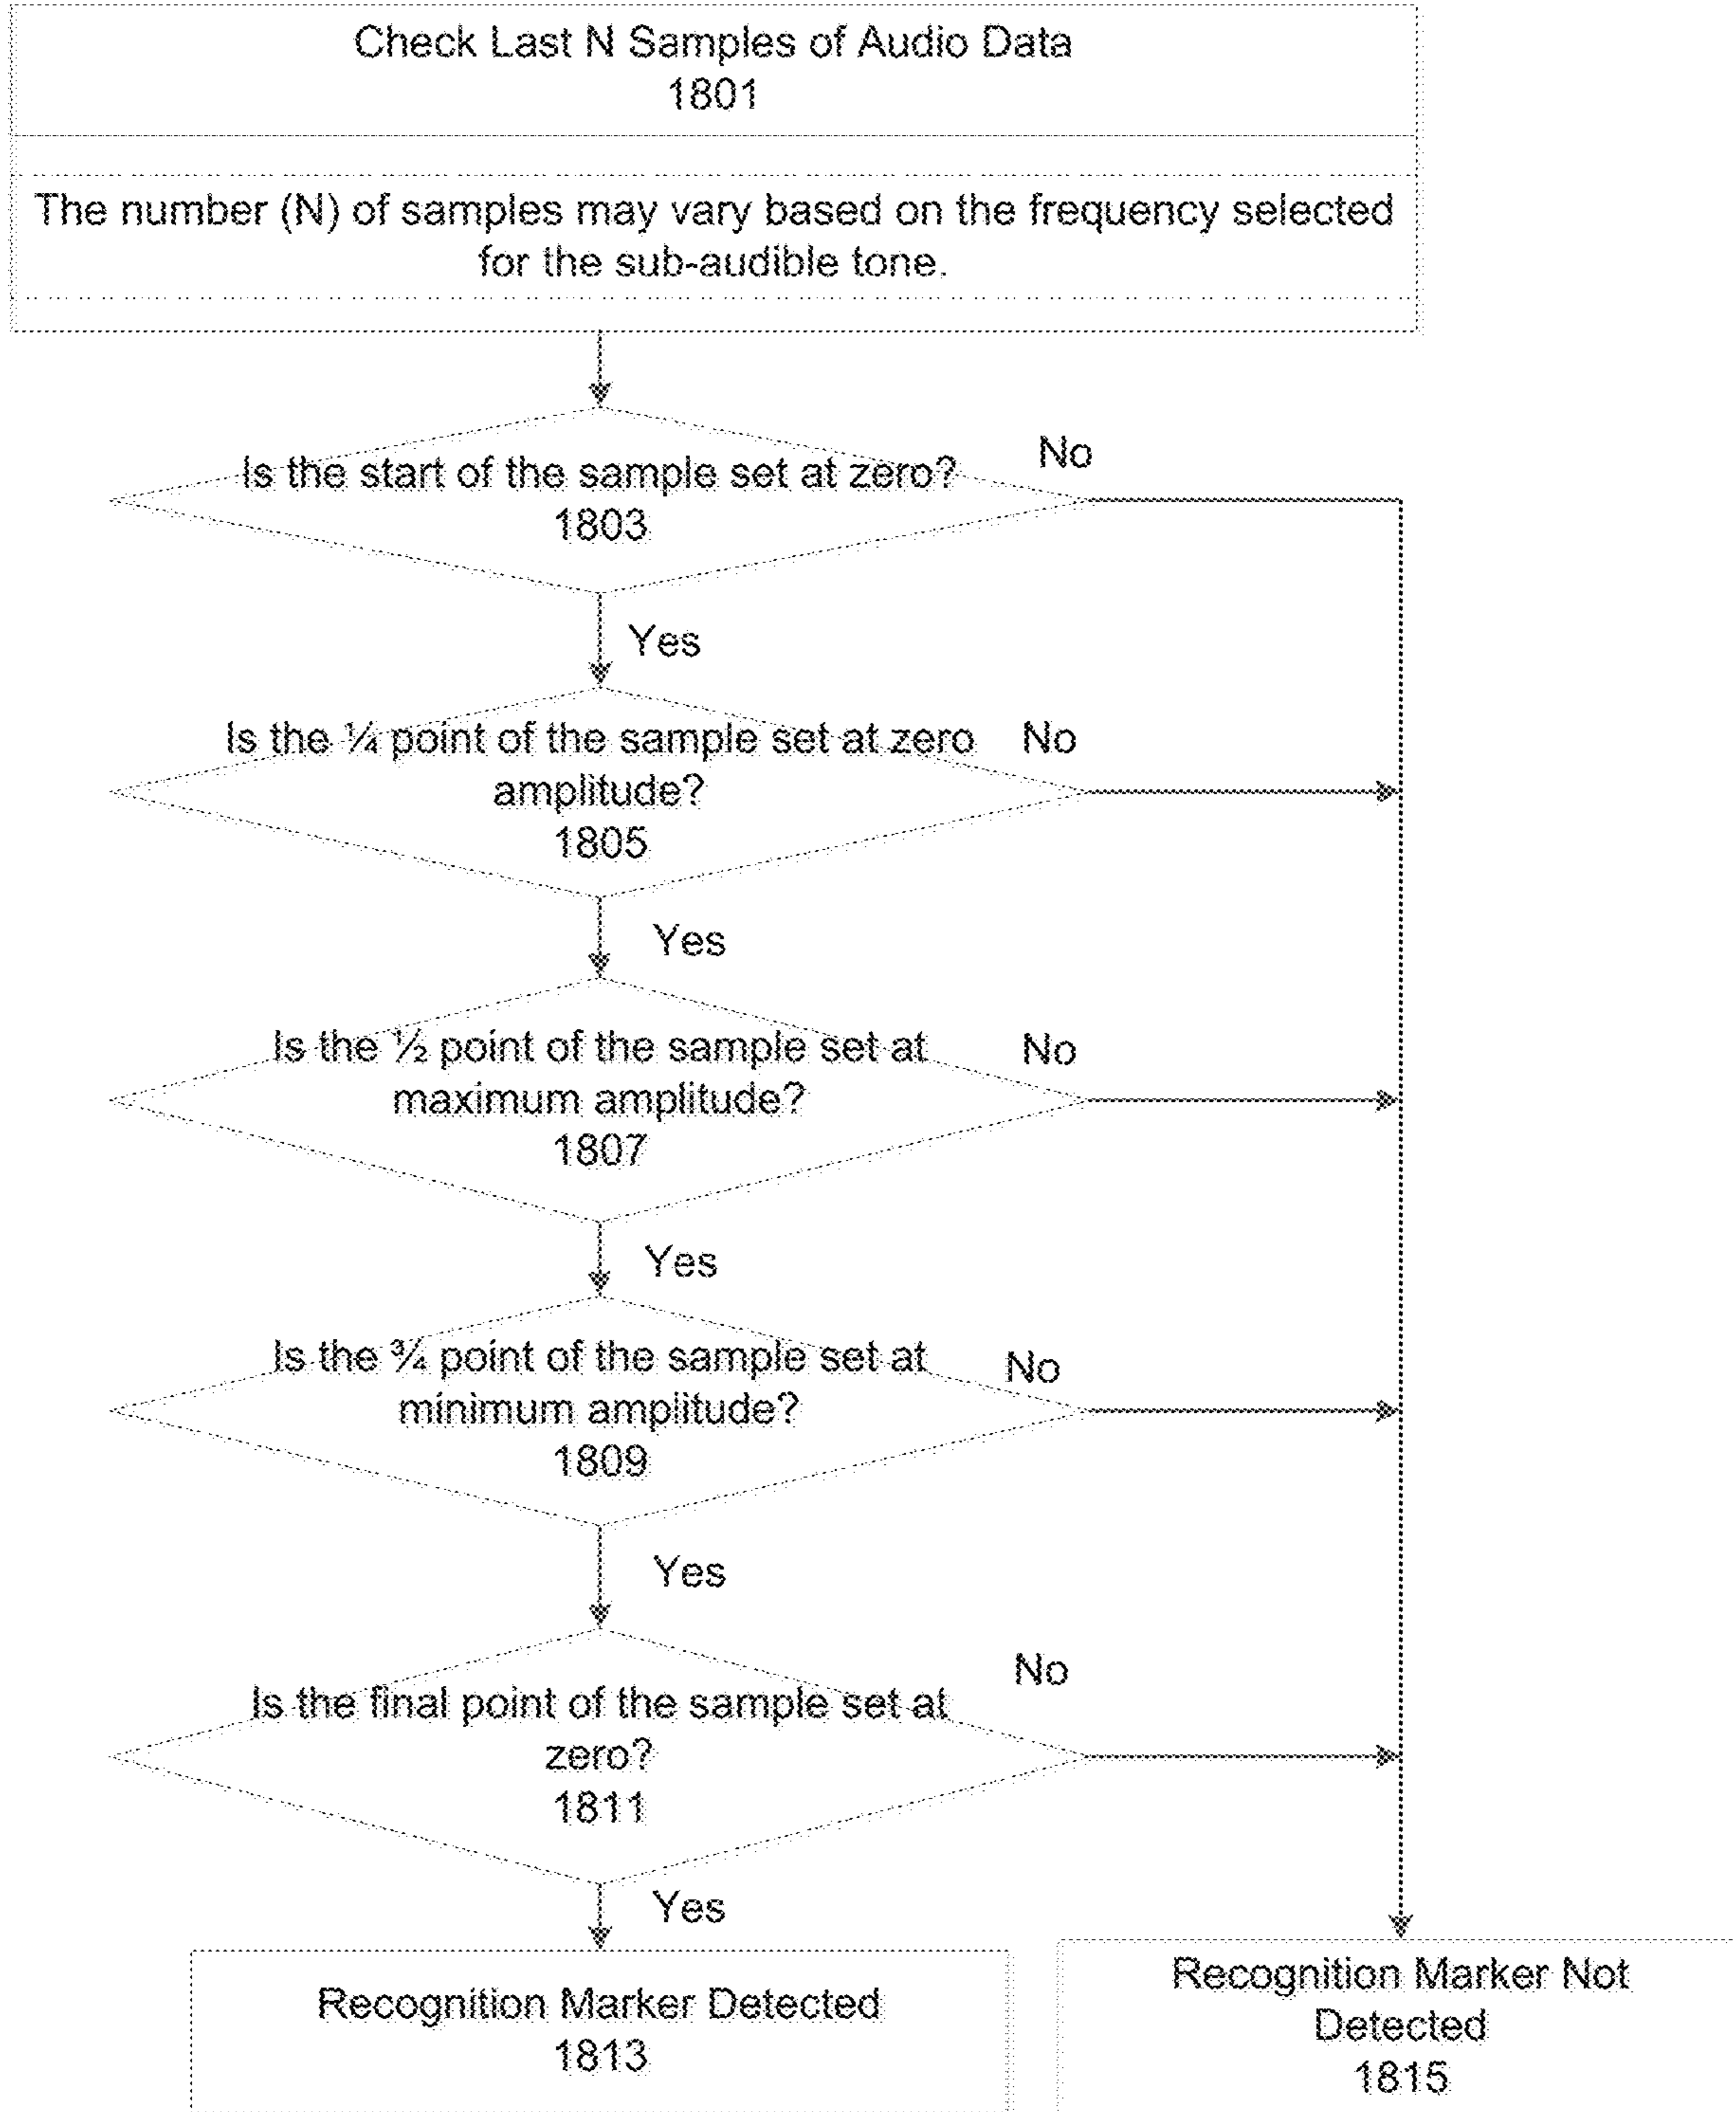 Check Last N Samples of Audio Data
1801
The number (N) of samples may vary based on the frequency selected
for the sub-audible tone.
Is the start of the sample set at zero?
1803
No
Yes
Is the ¼ point of the sample set at zero
amplitude?
1805
No
Yes
Is the ½ point of the sample set at
maximum amplitude?
1807
No
Yes
Is the ¾ point of the sample set at
minimum amplitude?
1809
No
Yes
Is the final point of the sample set at
zero?
1811
No
Yes
Recognition Marker Detected
1813
Recognition Marker Not
Detected
1815